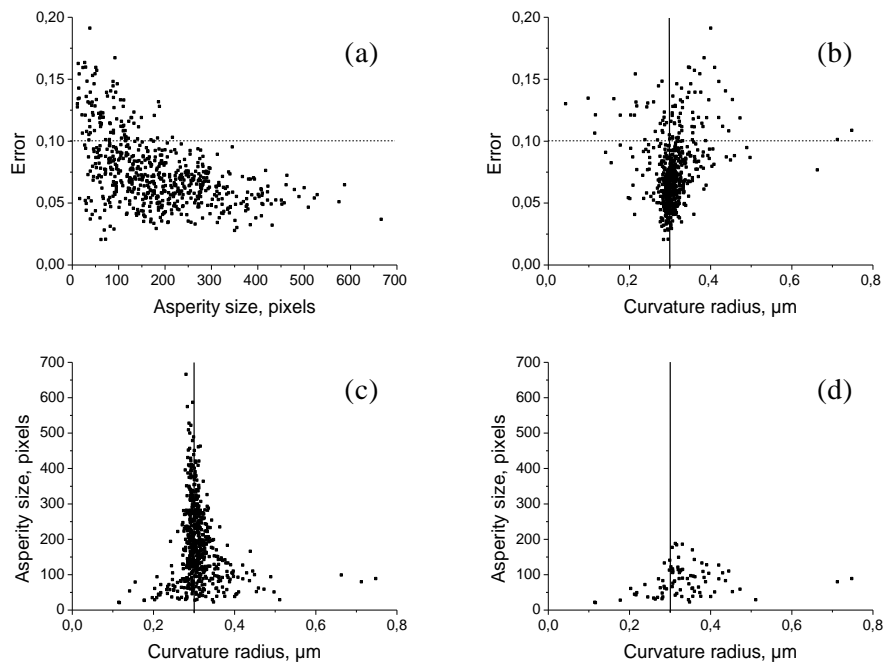 0,20
0,15
0,10
0,05
0,00
Error
(a)
0 100 200 300 400 500 600 700
Asperity size, pixels
0,20
0,15
0,10
0,05
0,00
Error
(b)
0,0 0,2 0,4 0,6 0,8
Curvature radius, µm
700
600
500
400
300
200
100
0
Asperity size, pixels
(c)
0,0 0,2 0,4 0,6 0,8
Curvature radius, µm
700
600
500
400
300
200
100
0
Asperity size, pixels
(d)
0,0 0,2 0,4 0,6 0,8
Curvature radius, µm